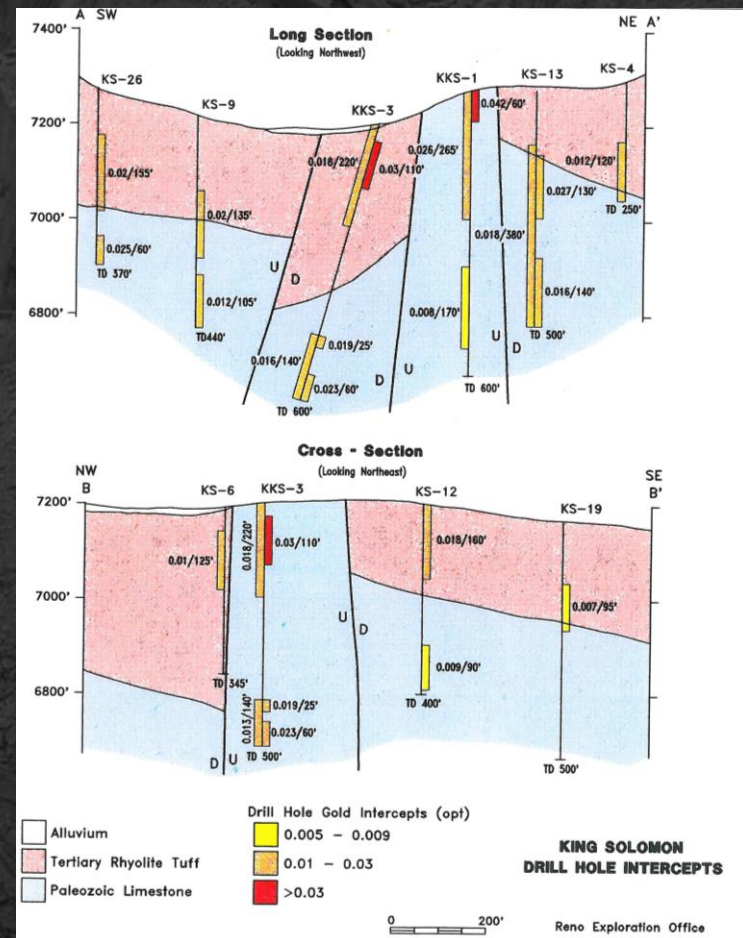 A SW
NE A'
Long Section
(Looking Northwest)
7400'
7200'
7000'
6800'
KS-26
KS-9
KKS-3
KKS-1
KS-13
KS-4
0.02/155'
0.025/60'
TD 370'
0.02/135'
0.012/105'
TD440'
0.018/220'
0.03/110'
0.016/140'
0.019/25'
0.023/60'
TD 600'
0.026/265'
0.042/60'
0.008/170'
TD 600'
0.018/380'
0.027/130'
0.016/140'
TD 500'
0.012/120'
TD 250'
U D
D U
U D
Cross - Section
(Looking Northeast)
NW
B
SE
B'
7200'
7000'
6800'
KS-6
KKS-3
KS-12
KS-19
0.01/125'
TD 345'
0.018/220'
0.03/110'
0.013/140'
0.019/25'
0.023/60'
TD 500'
0.018/160'
0.009/90'
TD 400'
0.007/95'
TD 500'
D U
U D
Alluvium
Tertiary Rhyolite Tuff
Paleozoic Limestone
Drill Hole Gold Intercepts (opt)
0.005 - 0.009
0.01 - 0.03
>0.03
KING SOLOMON
DRILL HOLE INTERCEPTS
0 200'
Reno Exploration Office